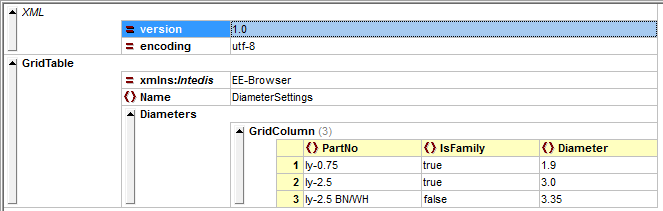 XML
version 1.0
encoding utf-8
GridTable
xmlns:Intedis EE-Browser
Name DiameterSettings
Diameters
GridColumn (3)
PartNo IsFamily Diameter
1 ly-0.75 true 1.9
2 ly-2.5 true 3.0
3 ly-2.5 BN/WH false 3.35